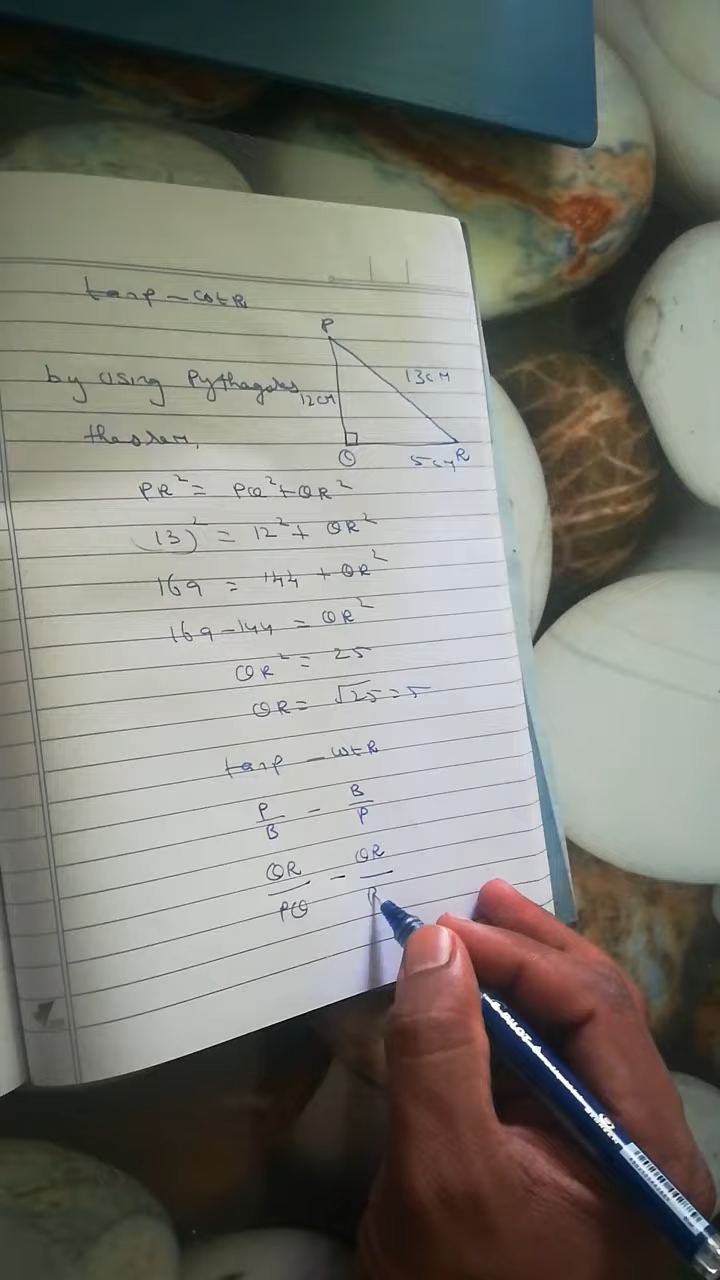 tanP - cotR
P
by using Pythagoras
12cm
13cm
theorem,
Q
5cm
R
PR² = PQ² + QR²
(13)² = 12² + QR²
169 = 144 + QR²
169 - 144 = QR²
QR² = 25
QR = √25 = 5
tanP - cotR
P/B - B/P
QR/PQ - QR/P
PILOT